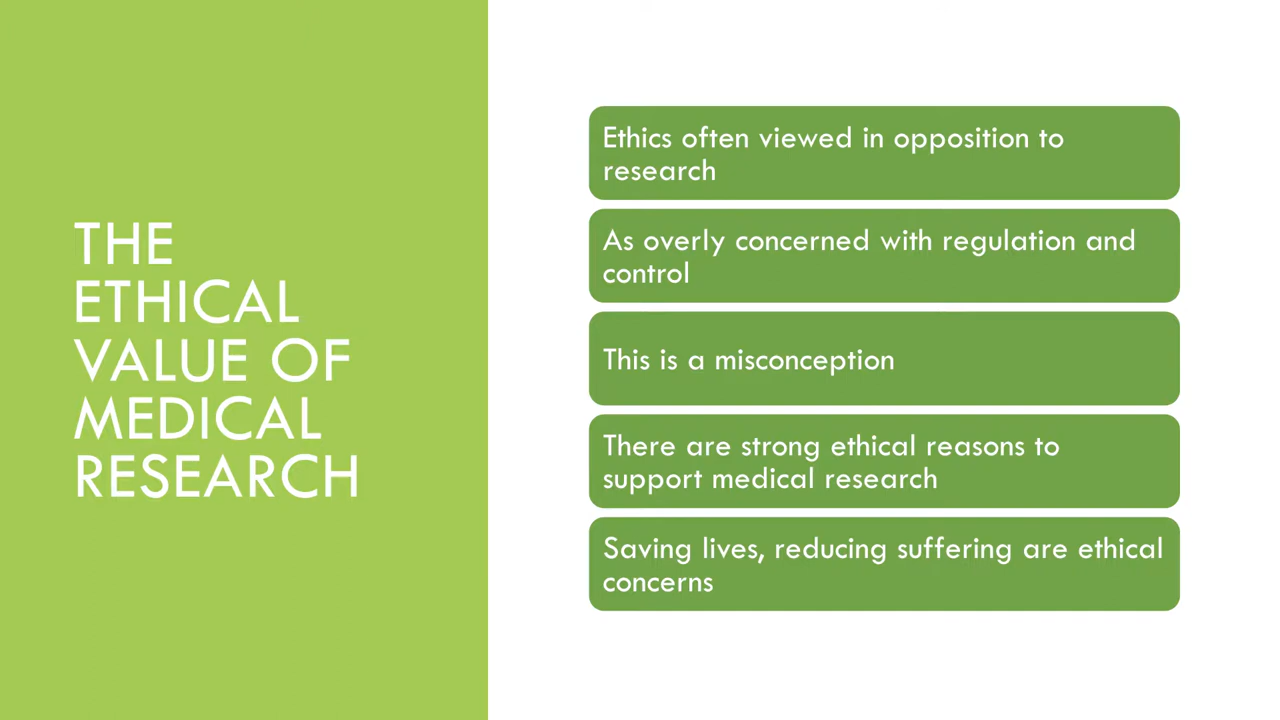 THE
ETHICAL
VALUE OF
MEDICAL
RESEARCH
Ethics often viewed in opposition to
research
As overly concerned with regulation and
control
This is a misconception
There are strong ethical reasons to
support medical research
Saving lives, reducing suffering are ethical
concerns